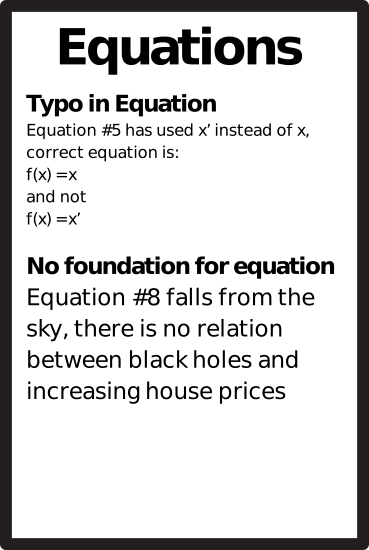 Equations
Typo in Equation
Equation #5 has used x’ instead of x,
correct equation is:
f(x) =x
and not
f(x) =x’
No foundation for equation
Equation #8 falls from the
sky, there is no relation
between black holes and
increasing house prices